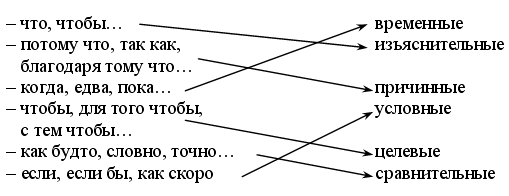 – что, чтобы… временные
– потому что, так как, изъяснительные
благодаря тому что… причинные
– когда, едва, пока… условные
– чтобы, для того чтобы,
с тем чтобы… целевые
– как будто, словно, точно… сравнительные
– если, если бы, как скоро